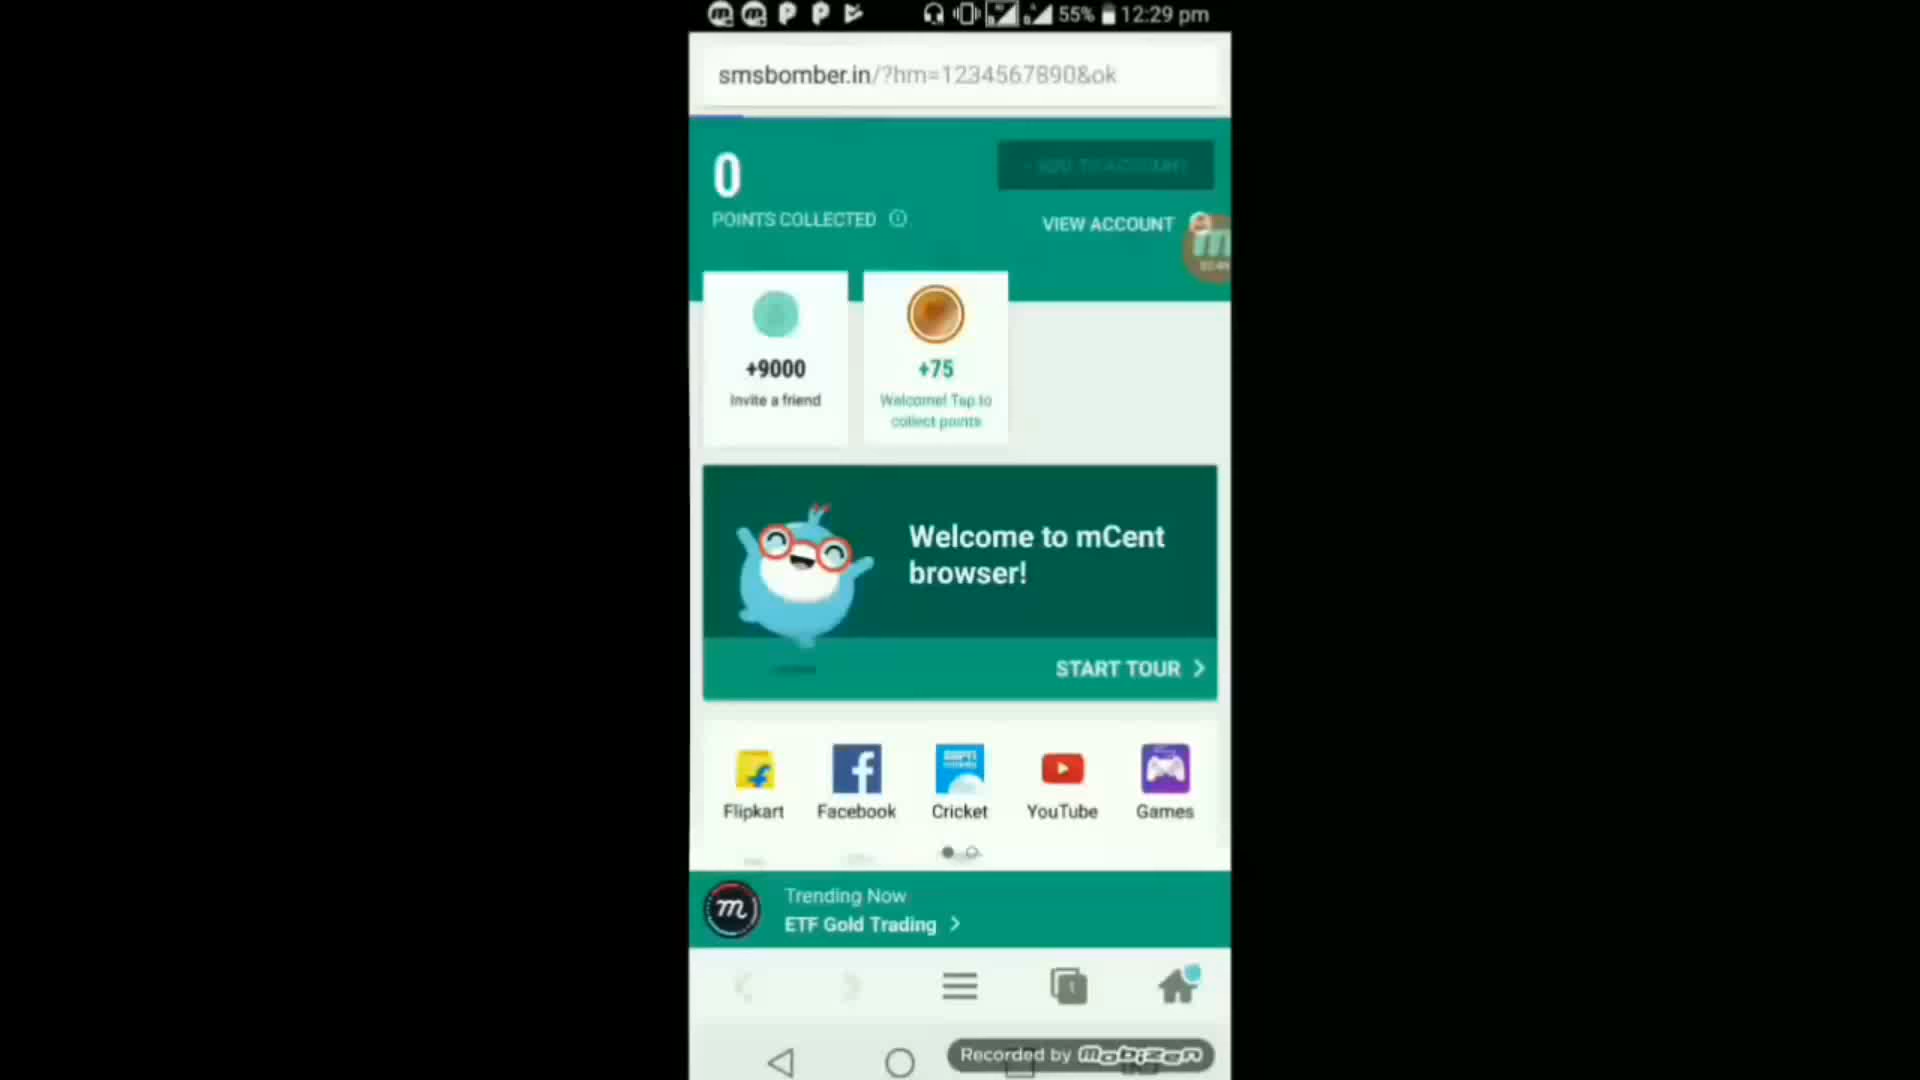 55% 12:29 pm
smsbomber.in/?hm=1234567890&ok
0
POINTS COLLECTED
VIEW ACCOUNT
+9000
Invite a friend
+75
Welcome! Tap to
collect points
Welcome to mCent
browser!
START TOUR
Flipkart
Facebook
Cricket
YouTube
Games
Trending Now
ETF Gold Trading
Recorded by mobizen